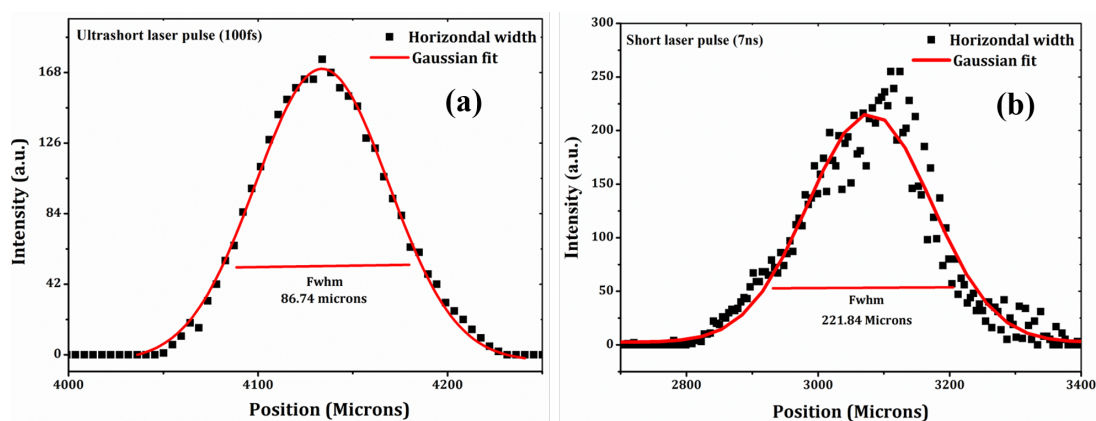 Ultrashort laser pulse (100fs)
Horizondal width
Gaussian fit
(a)
Intensity (a.u.)
168
126
84
42
0
Fwhm
86.74 microns
4000
4100
4200
Position (Microns)
Short laser pulse (7ns)
Horizondal width
Gaussian fit
(b)
Intensity (a.u.)
300
250
200
150
100
50
0
Fwhm
221.84 Microns
2800
3000
3200
3400
Position (Microns)